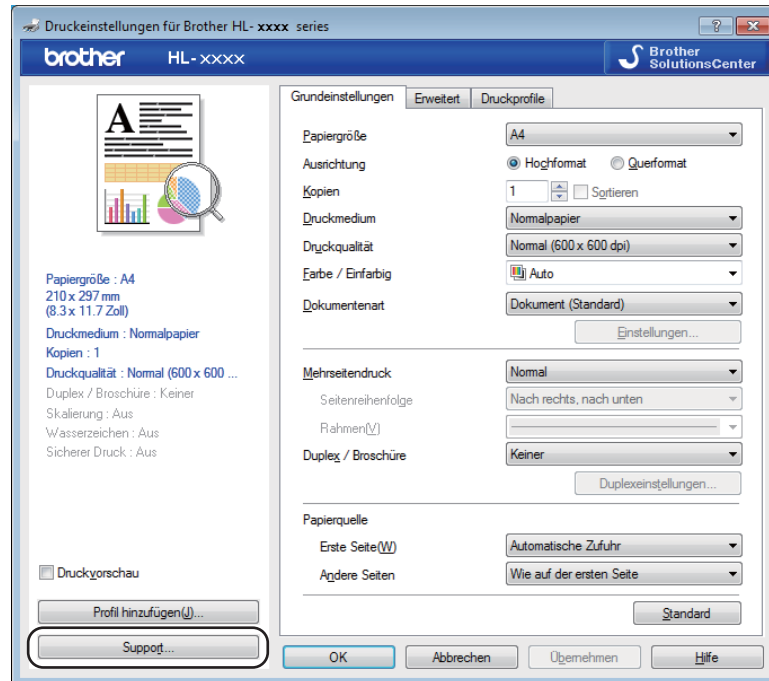 Druckeinstellungen für Brother HL- xxxx series
brother HL-xxxx
Brother
SolutionsCenter
A
Papiergröße : A4
210 x 297 mm
(8.3 x 11.7 Zoll)
Druckmedium : Normalpapier
Kopien : 1
Druckqualität : Normal (600 x 600 ...
Duplex / Broschüre : Keiner
Skalierung : Aus
Wasserzeichen : Aus
Sicherer Druck : Aus
Druckvorschau
Profil hinzufügen(J)...
Support...
Grundeinstellungen Erweitert Druckprofile
Papiergröße A4
Ausrichtung Hochformat Querformat
Kopien 1 Sortieren
Druckmedium Normalpapier
Druckqualität Normal (600 x 600 dpi)
Farbe / Einfarbig Auto
Dokumentenart Dokument (Standard)
Einstellungen...
Mehrseitendruck Normal
Seitenreihenfolge Nach rechts, nach unten
Rahmen(V)
Duplex / Broschüre Keiner
Duplexeinstellungen...
Papierquelle
Erste Seite(W) Automatische Zufuhr
Andere Seiten Wie auf der ersten Seite
Standard
OK Abbrechen Übernehmen Hilfe